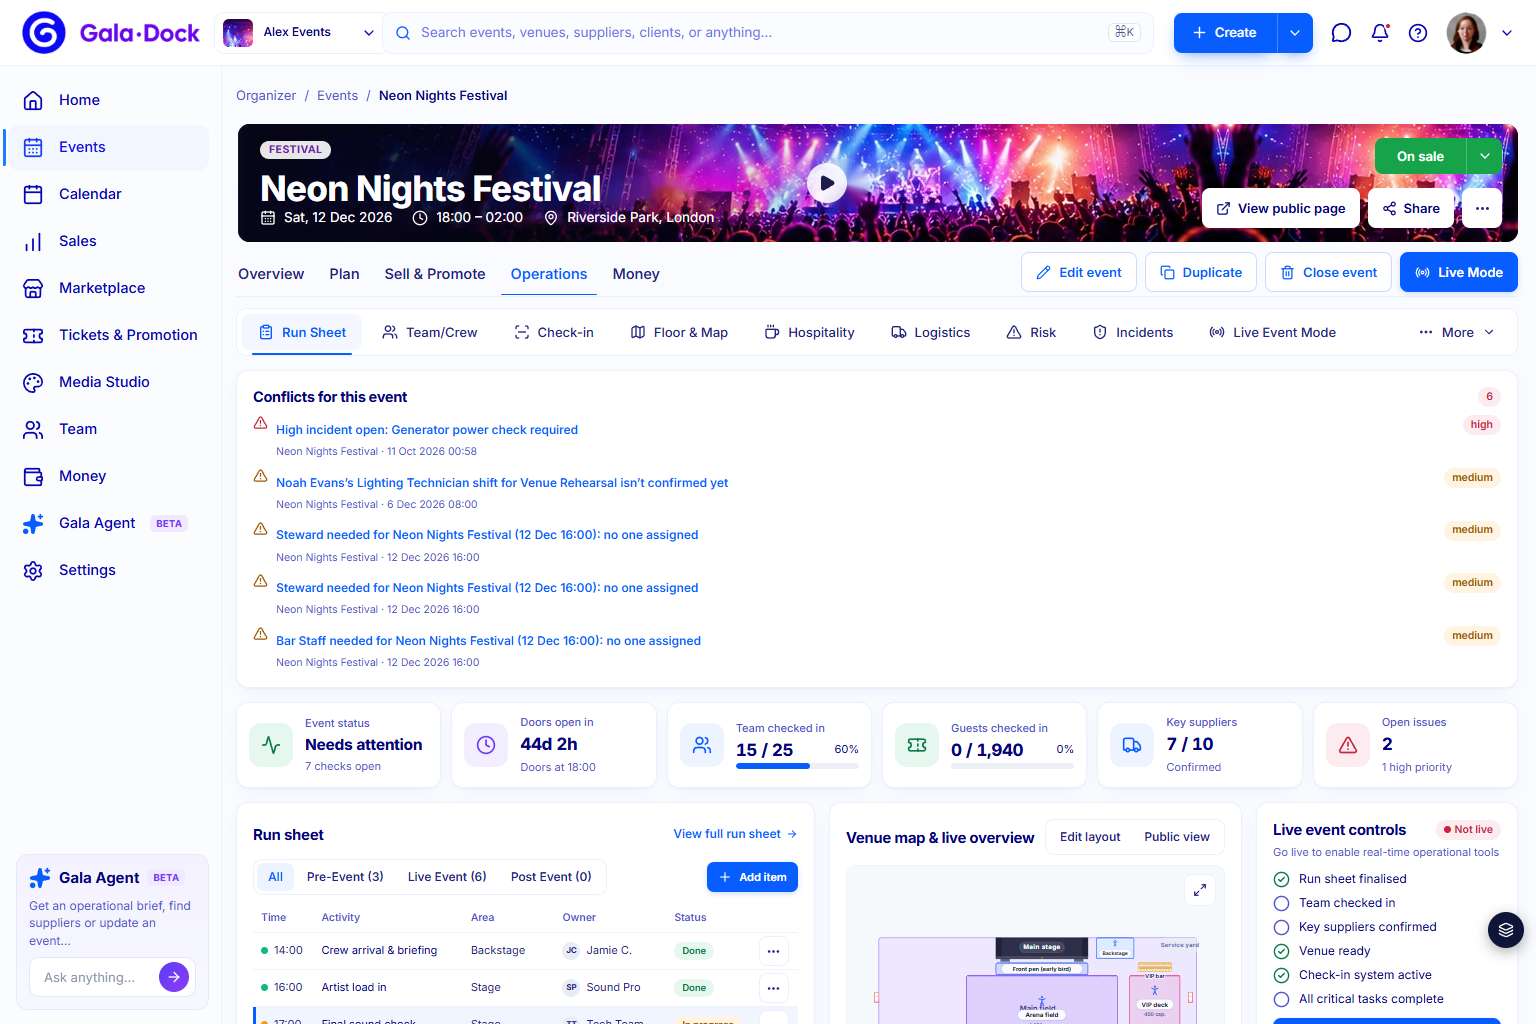 Gala·Dock
Alex Events
Search events, venues, suppliers, clients, or anything...
⌘K
Create
Home
Events
Calendar
Sales
Marketplace
Tickets & Promotion
Media Studio
Team
Money
Gala Agent BETA
Settings
Gala Agent BETA
Get an operational brief, find
suppliers or update an
event...
Ask anything...
Organizer / Events / Neon Nights Festival
FESTIVAL
Neon Nights Festival
Sat, 12 Dec 2026 18:00 – 02:00 Riverside Park, London
On sale
View public page
Share
Overview Plan Sell & Promote Operations Money
Edit event
Duplicate
Close event
Live Mode
Run Sheet Team/Crew Check-in Floor & Map Hospitality Logistics Risk Incidents Live Event Mode More
Conflicts for this event 6
High incident open: Generator power check required high
Neon Nights Festival · 11 Oct 2026 00:58
Noah Evans’s Lighting Technician shift for Venue Rehearsal isn’t confirmed yet medium
Neon Nights Festival · 6 Dec 2026 08:00
Steward needed for Neon Nights Festival (12 Dec 16:00): no one assigned medium
Neon Nights Festival · 12 Dec 2026 16:00
Steward needed for Neon Nights Festival (12 Dec 16:00): no one assigned medium
Neon Nights Festival · 12 Dec 2026 16:00
Bar Staff needed for Neon Nights Festival (12 Dec 16:00): no one assigned medium
Neon Nights Festival · 12 Dec 2026 16:00
Event status
Needs attention
7 checks open
Doors open in
44d 2h
Doors at 18:00
Team checked in
15 / 25 60%
Guests checked in
0 / 1,940 0%
Key suppliers
7 / 10
Confirmed
Open issues
2
1 high priority
Run sheet View full run sheet →
All Pre-Event (3) Live Event (6) Post Event (0)
Add item
Time Activity Area Owner Status
14:00 Crew arrival & briefing Backstage JC Jamie C. Done
16:00 Artist load in Stage SP Sound Pro Done
17:00 Final sound check Stage TT Tech Team In progress
Venue map & live overview
Edit layout Public view
Main stage
Backstage
Service yard
Front pen (early bird)
VIP bar
Main field
Arena field
VIP deck
400 cap.
Live event controls Not live
Go live to enable real-time operational tools
Run sheet finalised
Team checked in
Key suppliers confirmed
Venue ready
Check-in system active
All critical tasks complete